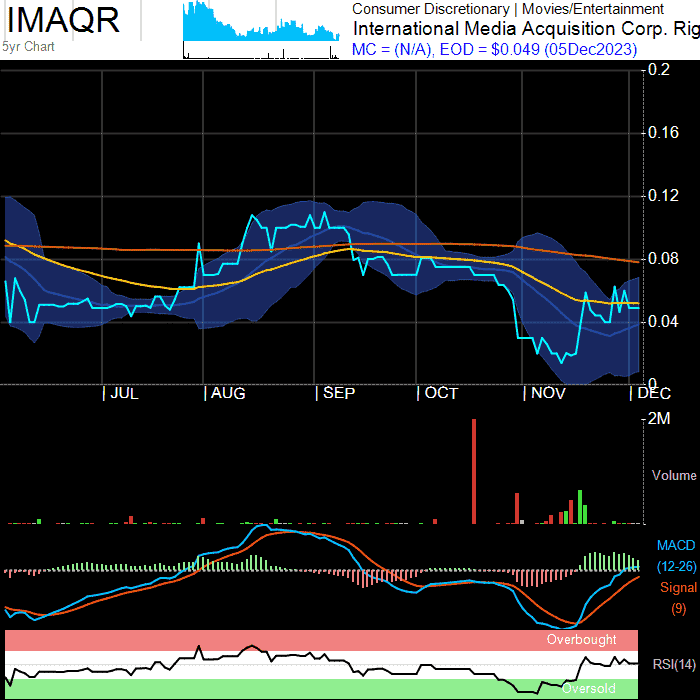 IMAQR
5yr Chart
Consumer Discretionary | Movies/Entertainment
International Media Acquisition Corp. Rig
MC = (N/A), EOD = $0.049 (05Dec2023)
0.2
0.16
0.12
0.08
0.04
0
JUL AUG SEP OCT NOV DEC
2M
Volume
MACD
(12-26)
Signal
(9)
Overbought
RSI(14)
Oversold